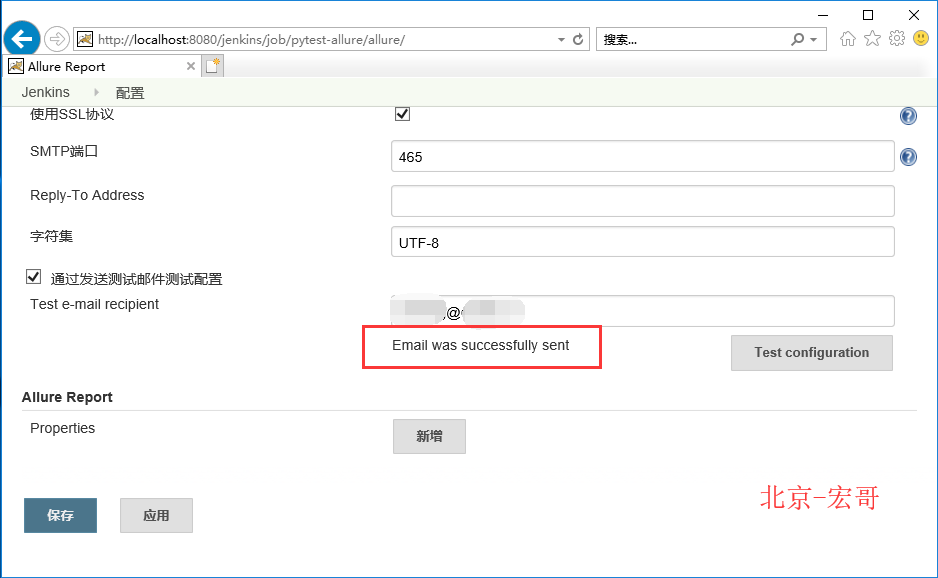 http://localhost:8080/jenkins/job/pytest-allure/allure/
搜索...
Allure Report
Jenkins
配置
使用SSL协议
SMTP端口
465
Reply-To Address
字符集
UTF-8
通过发送测试邮件测试配置
Test e-mail recipient
@
Email was successfully sent
Test configuration
Allure Report
Properties
新增
北京-宏哥
保存
应用